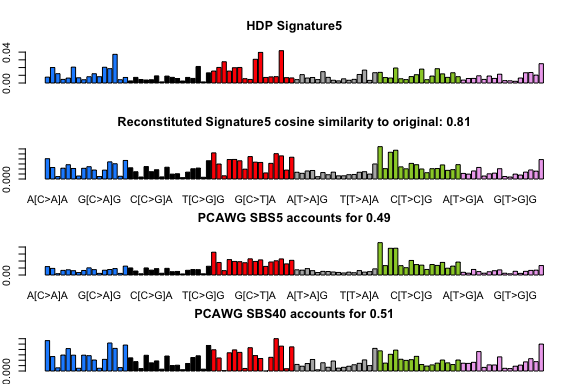 HDP Signature5
0.04
0.00
Reconstituted Signature5 cosine similarity to original: 0.81
0.000
A[C>A]A G[C>A]G C[C>G]A T[C>G]G G[C>T]A A[T>A]G T[T>A]A C[T>C]G A[T>G]A G[T>G]G
PCAWG SBS5 accounts for 0.49
0.00
A[C>A]A G[C>A]G C[C>G]A T[C>G]G G[C>T]A A[T>A]G T[T>A]A C[T>C]G A[T>G]A G[T>G]G
PCAWG SBS40 accounts for 0.51
0.000